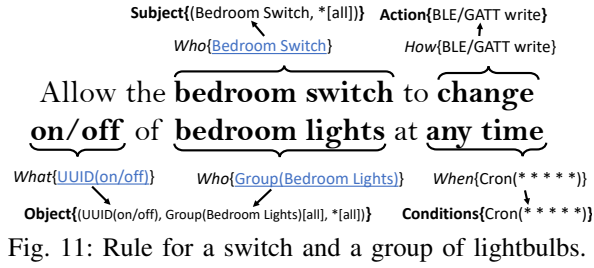 Subject{(Bedroom Switch, *[all])} Action{BLE/GATT write}
Who{Bedroom Switch} How{BLE/GATT write}
Allow the bedroom switch to change
on/off of bedroom lights at any time
What{UUID(on/off)} Who{Group(Bedroom Lights)} When{Cron(* * * * *)}
Object{(UUID(on/off), Group(Bedroom Lights)[all], *[all])} Conditions{Cron(* * * * *)}
Fig. 11: Rule for a switch and a group of lightbulbs.